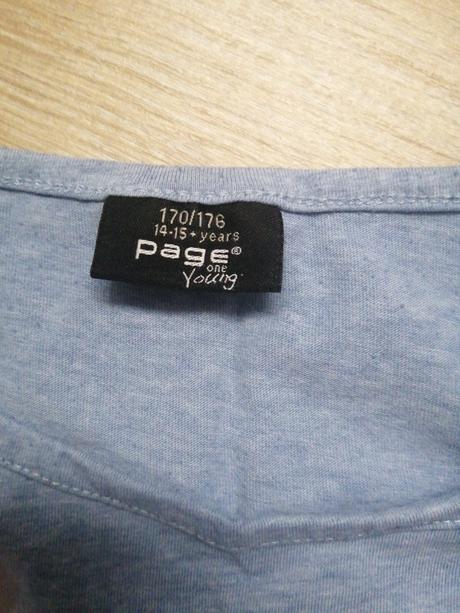 170/176
14-15+ years
page®
one
Young